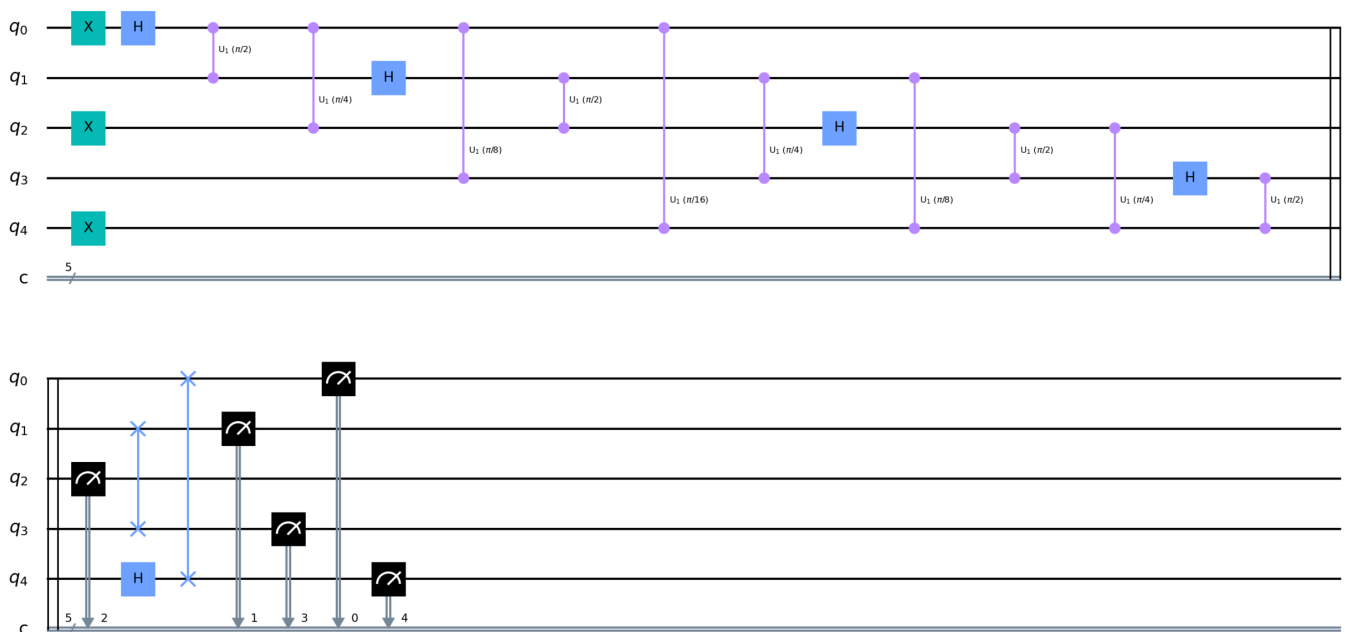 q0 X H
U1 (π/2)
q1 H
U1 (π/4) U1 (π/2)
q2 X H
U1 (π/8) U1 (π/4) U1 (π/2)
q3 H
U1 (π/16) U1 (π/8) U1 (π/4) U1 (π/2)
q4 X
5
c
q0
q1
q2
q3
q4 H
5 2 1 3 0 4
c